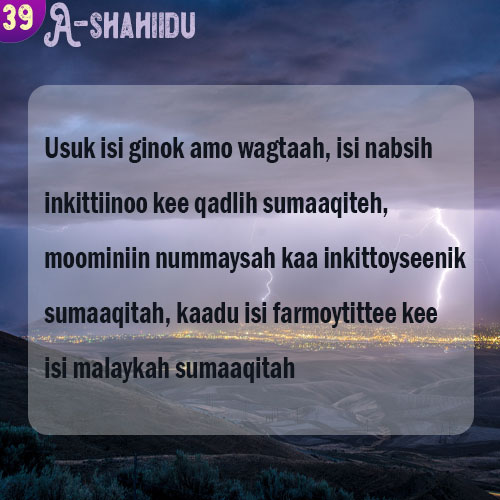 39
A-SHAHIIDU
Usuk isi ginok amo wagtaah, isi nabsih
inkittiinoo kee qadlih sumaaqiteh,
moominiin nummaysah kaa inkittoyseenik
sumaaqitah, kaadu isi farmoytittee kee
isi malaykah sumaaqitah